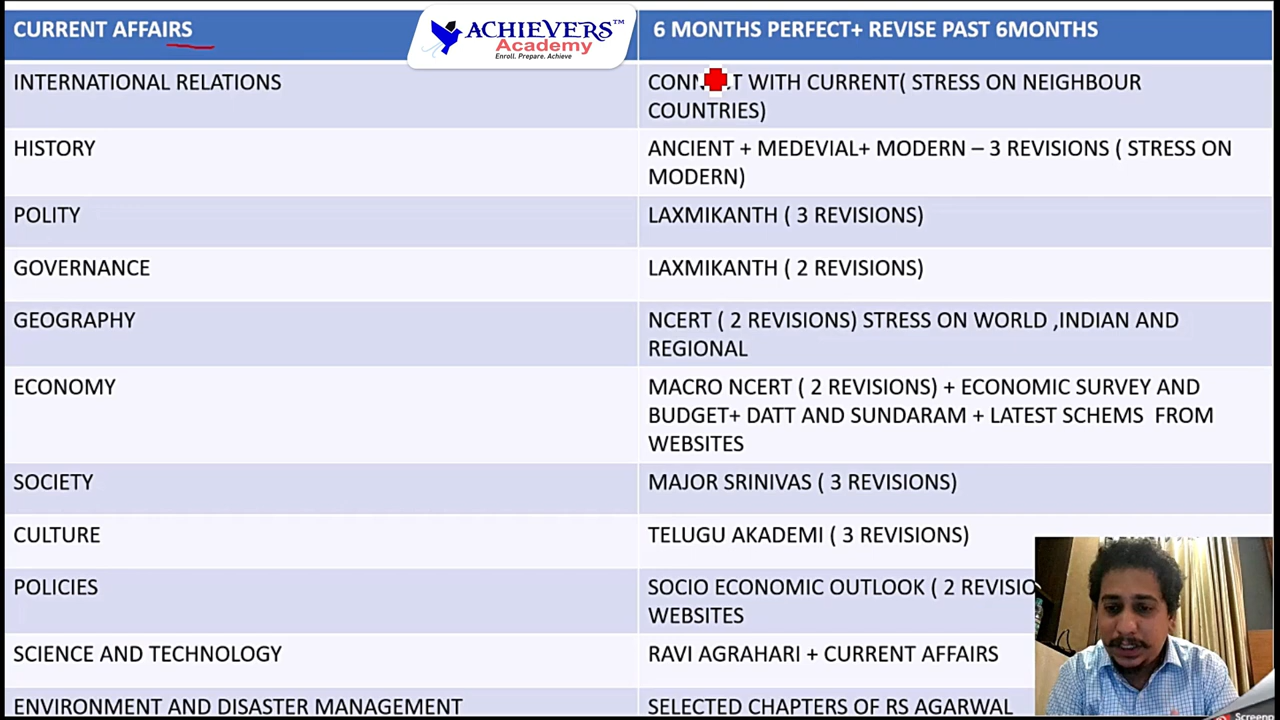 CURRENT AFFAIRS
ACHIEVERS™
Academy
Enroll. Prepare. Achieve
6 MONTHS PERFECT+ REVISE PAST 6MONTHS
INTERNATIONAL RELATIONS
WITH CURRENT( STRESS ON NEIGHBOUR
COUNTRIES)
HISTORY
ANCIENT + MEDEVIAL+ MODERN – 3 REVISIONS ( STRESS ON
MODERN)
POLITY
LAXMIKANTH ( 3 REVISIONS)
GOVERNANCE
LAXMIKANTH ( 2 REVISIONS)
GEOGRAPHY
NCERT ( 2 REVISIONS) STRESS ON WORLD ,INDIAN AND
REGIONAL
ECONOMY
MACRO NCERT ( 2 REVISIONS) + ECONOMIC SURVEY AND
BUDGET+ DATT AND SUNDARAM + LATEST SCHEMS FROM
WEBSITES
SOCIETY
MAJOR SRINIVAS ( 3 REVISIONS)
CULTURE
TELUGU AKADEMI ( 3 REVISIONS)
POLICIES
SOCIO ECONOMIC OUTLOOK ( 2 REVISIO
WEBSITES
SCIENCE AND TECHNOLOGY
RAVI AGRAHARI + CURRENT AFFAIRS
ENVIRONMENT AND DISASTER MANAGEMENT
SELECTED CHAPTERS OF RS AGARWAL